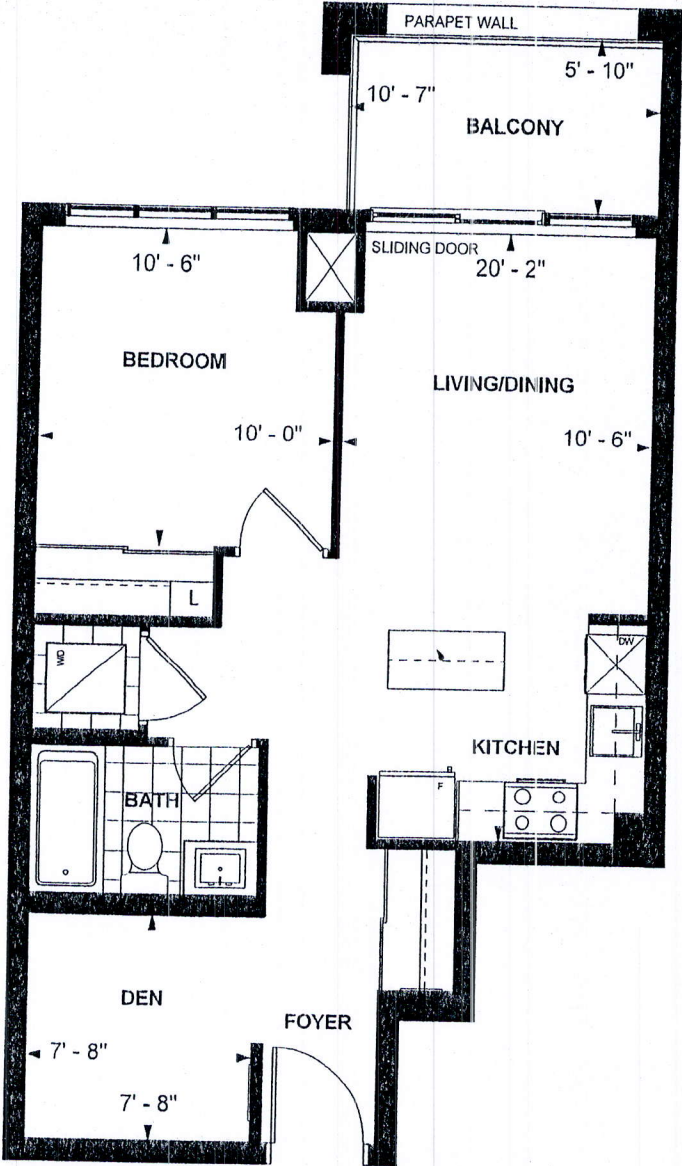 PARAPET WALL
5' - 10"
10' - 7"
BALCONY
SLIDING DOOR
10' - 6"
20' - 2"
BEDROOM
LIVING/DINING
10' - 0"
10' - 6"
L
WD
DW
KITCHEN
F
BATH
DEN
FOYER
7' - 8"
7' - 8"